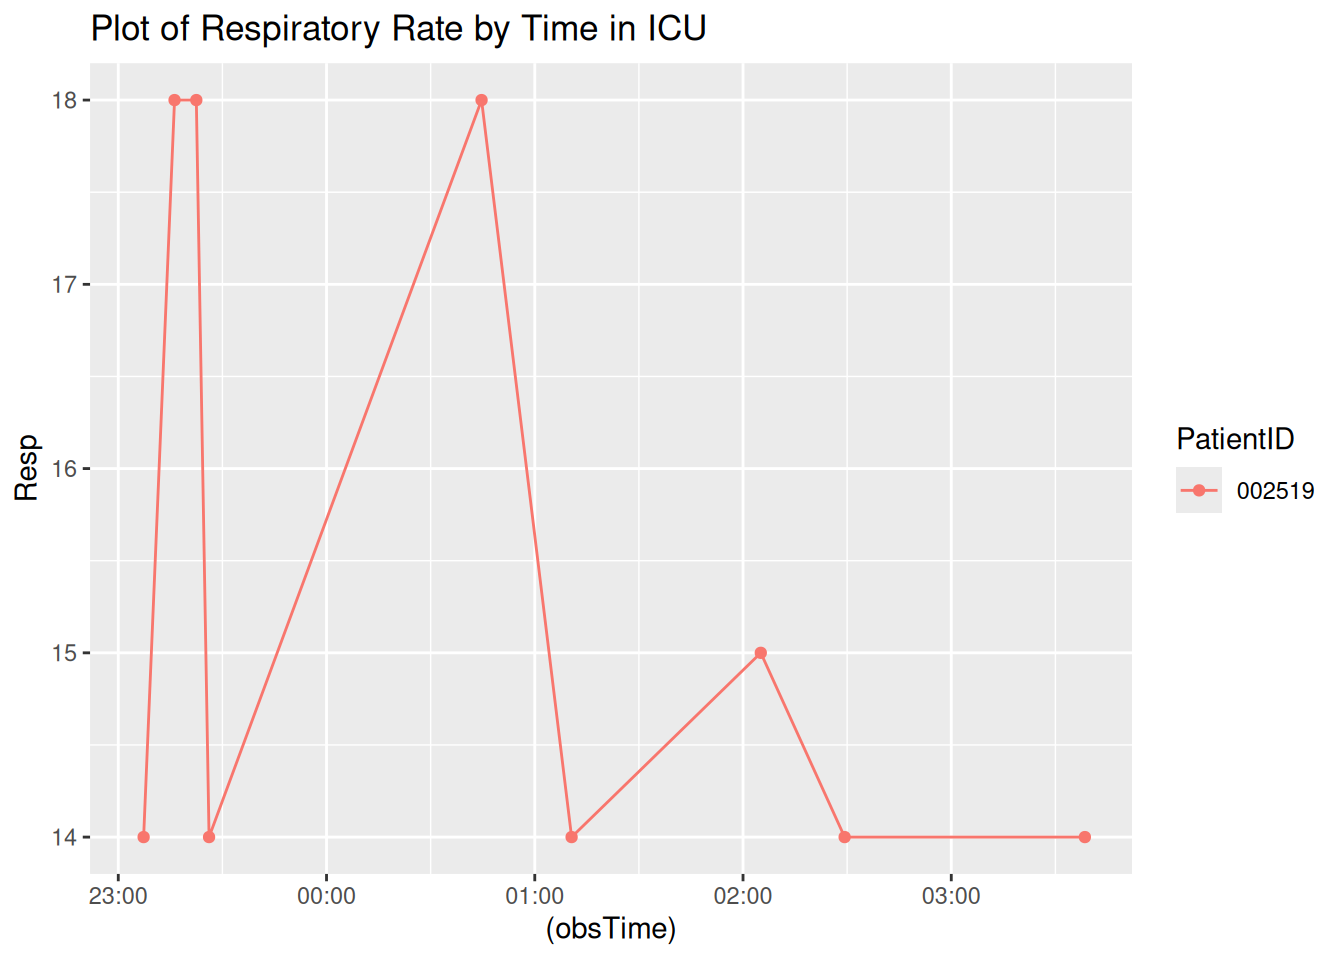 Plot of Respiratory Rate by Time in ICU
18
17
16
15
14
Resp
23:00 00:00 01:00 02:00 03:00
(obsTime)
PatientID
002519